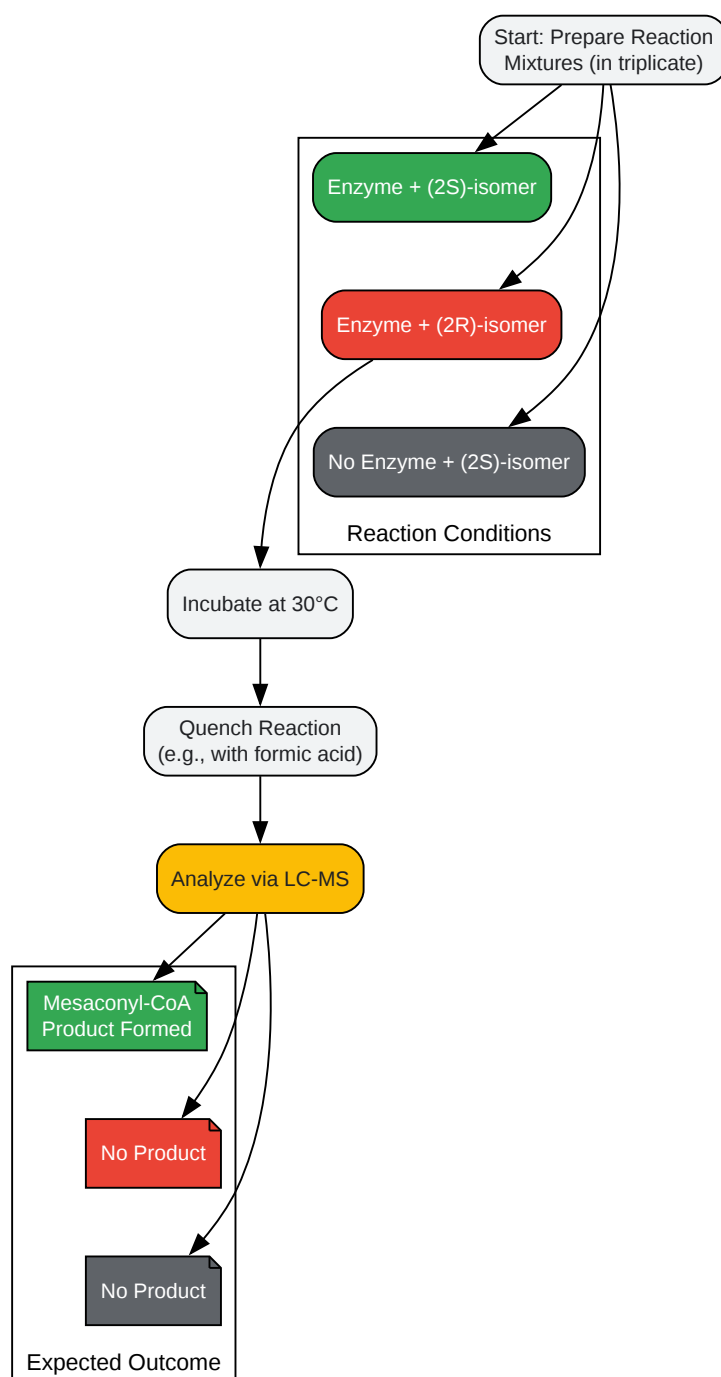 Start: Prepare Reaction
Mixtures (in triplicate)
Enzyme + (2S)-isomer
Enzyme + (2R)-isomer
No Enzyme + (2S)-isomer
Reaction Conditions
Incubate at 30°C
Quench Reaction
(e.g., with formic acid)
Analyze via LC-MS
Mesaconyl-CoA
Product Formed
No Product
No Product
Expected Outcome